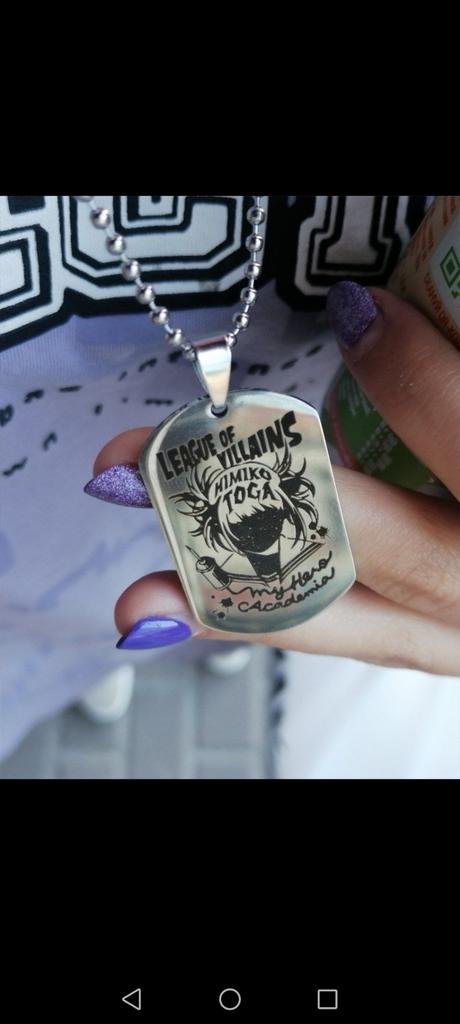 LEAGUE OF VILLAINS
HIMIKO
TOGA
My Hero
Academia